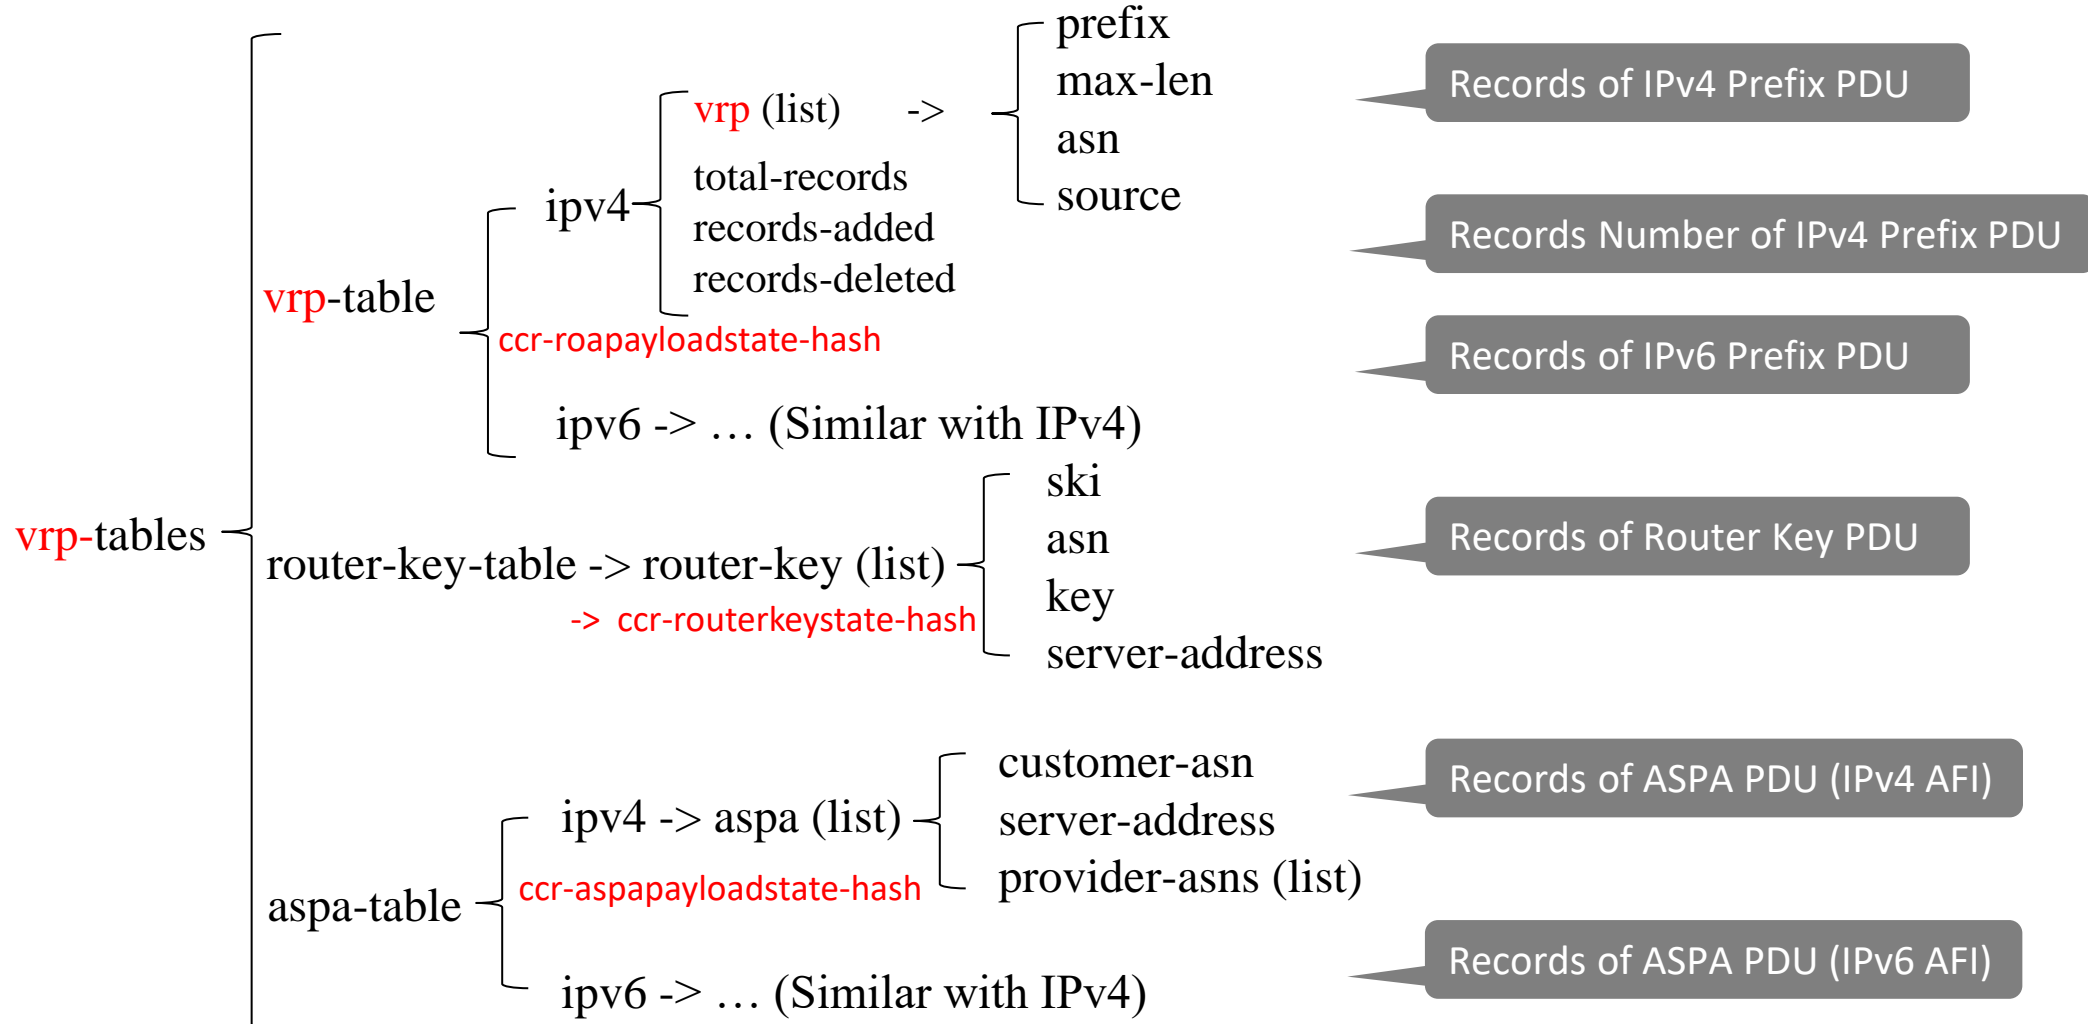 prefix
max-len
vrp (list) ->
asn
source
total-records
ipv4
records-added
records-deleted
vrp-table
ccr-roapayloadstate-hash
ipv6 -> … (Similar with IPv4)
vrp-tables
router-key-table -> router-key (list)
-> ccr-routerkeystate-hash
ski
asn
key
server-address
customer-asn
ipv4 -> aspa (list)
server-address
provider-asns (list)
ccr-aspapayloadstate-hash
aspa-table
ipv6 -> … (Similar with IPv4)
Records of IPv4 Prefix PDU
Records Number of IPv4 Prefix PDU
Records of IPv6 Prefix PDU
Records of Router Key PDU
Records of ASPA PDU (IPv4 AFI)
Records of ASPA PDU (IPv6 AFI)